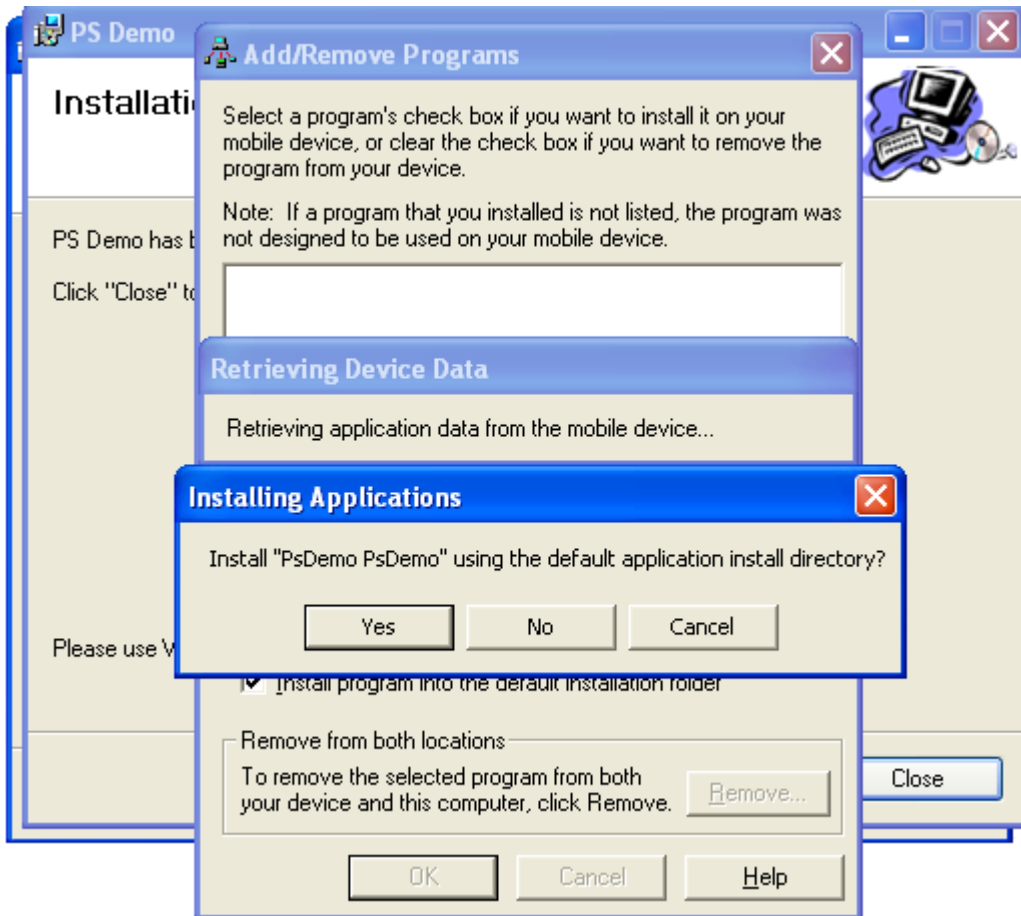 PS Demo
Add/Remove Programs
Select a program's check box if you want to install it on your
mobile device, or clear the check box if you want to remove the
program from your device.
Note: If a program that you installed is not listed, the program was
not designed to be used on your mobile device.
PS Demo has
Click "Close" to
Retrieving Device Data
Retrieving application data from the mobile device...
Installing Applications
Install "PsDemo PsDemo" using the default application install directory?
Yes
No
Cancel
Please use
Install program into the default installation folder
Remove from both locations
To remove the selected program from both
your device and this computer, click Remove.
Remove...
Close
OK
Cancel
Help